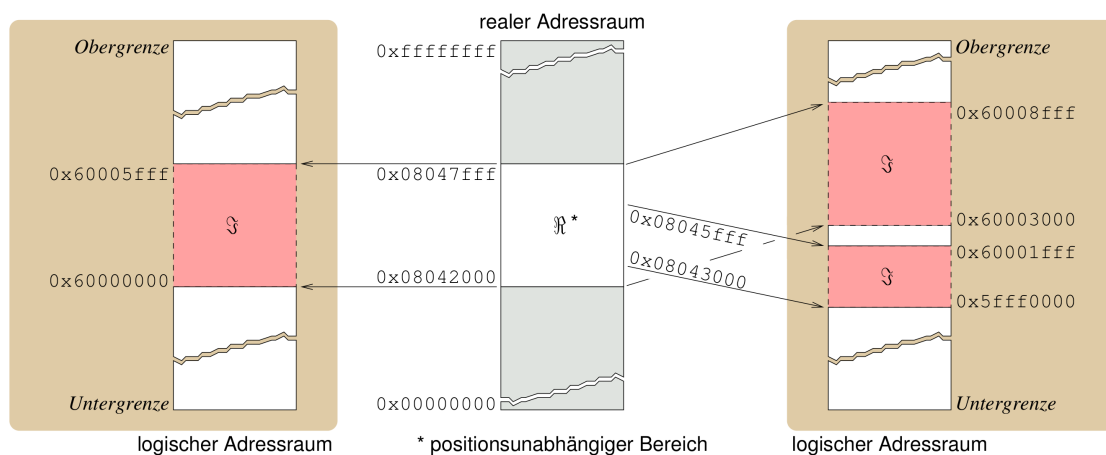 realer Adressraum
Obergrenze
0x60005fff
ℑ
0x60000000
Untergrenze
logischer Adressraum
0xffffffff
0x08047fff
ℜ*
0x08042000
0x00000000
* positionsunabhängiger Bereich
0x08045fff
0x08043000
Obergrenze
0x60008fff
ℑ
0x60003000
0x60001fff
ℑ
0x5fff0000
Untergrenze
logischer Adressraum